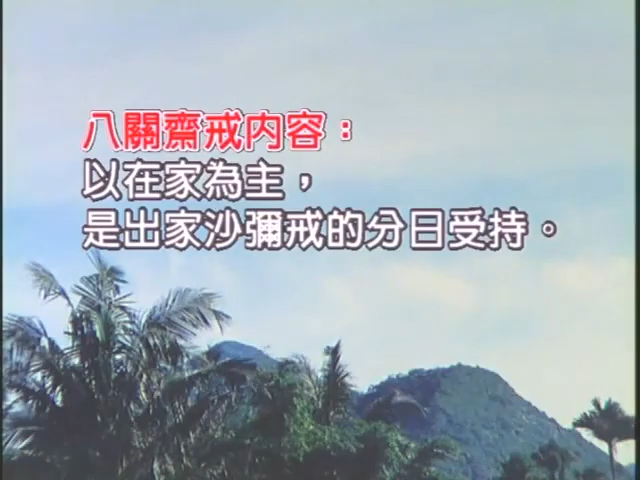 八關齋戒内容：
以在家為主，
是出家沙彌戒的分日受持。